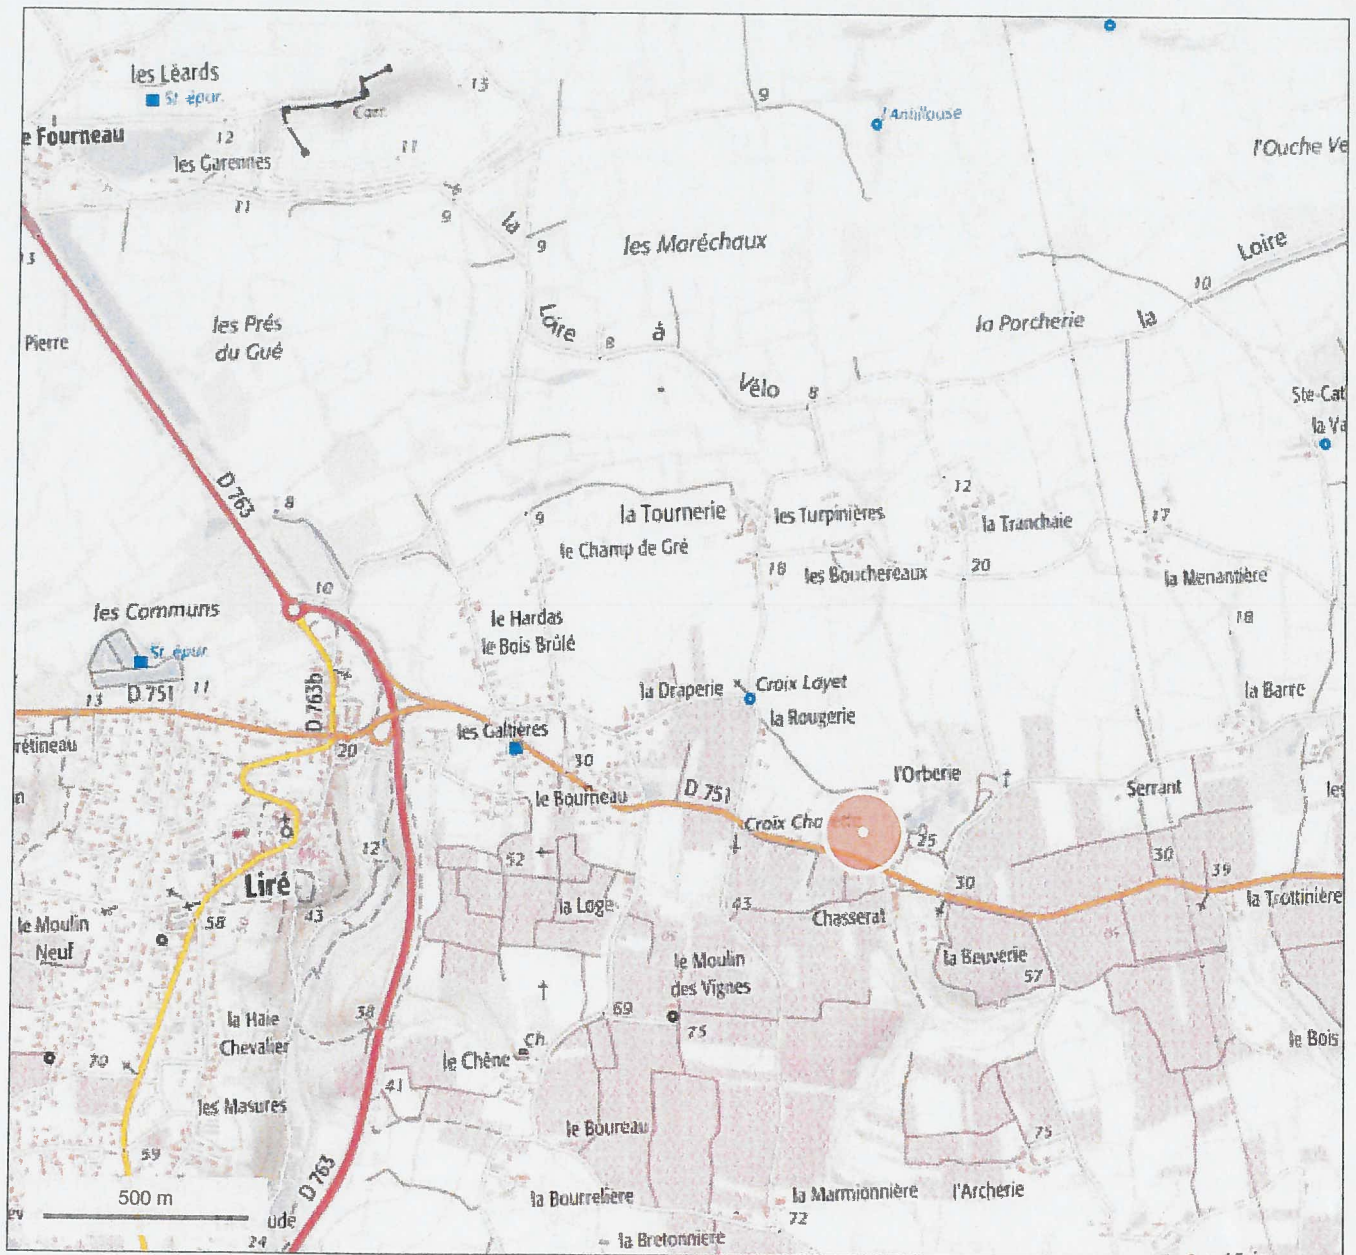 les Léards
St épur.
13
9
l'Antillouse
e Fourneau
12
Carr.
les Garennes
11
l'Ouche Ve
11
9
la
9
les Maréchaux
Loire
13
10
les Prés
du Gué
Loire
8
à
la Porcherie
la
Pierre
Vélo
8
Ste-Cat
la Va
D 763
8
9
la Tournerie
les Turpinières
12
la Tranchaie
17
le Champ de Gré
18
les Bouchereaux
20
la Menantière
10
les Communs
le Hardas
le Bois Brûlé
18
St épur.
D 751
11
13
D 763b
la Draperie
Croix Layet
la Barre
la Rougerie
rétineau
20
les Galtières
30
l'Orberie
n
le Bourneau
D 751
Serrant
les
Croix Cha
25
12
52
30
39
Liré
30
la Trottinière
la Loge
43
Chasserat
le Moulin
Neuf
58
43
le Moulin
des Vignes
la Beuverie
57
la Haie
Chevalier
38
69
75
le Bois
70
le Chêne
Ch.
41
les Masures
le Boureau
75
59
500 m
D 763
la Bourrelière
la Marmionnière
l'Archerie
72
ude
24
la Bretonnière